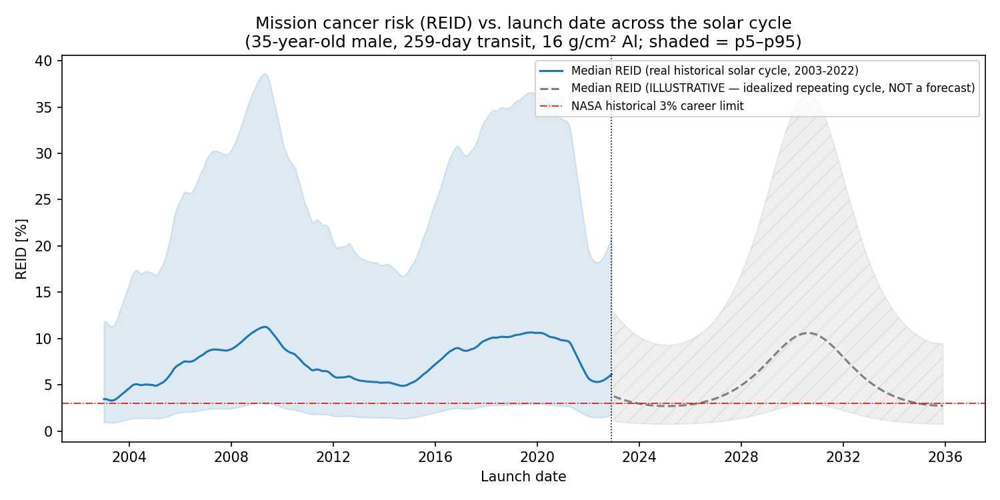 Mission cancer risk (REID) vs. launch date across the solar cycle
(35-year-old male, 259-day transit, 16 g/cm² Al; shaded = p5–p95)
Median REID (real historical solar cycle, 2003-2022)
Median REID (ILLUSTRATIVE — idealized repeating cycle, NOT a forecast)
NASA historical 3% career limit
REID [%]
40
35
30
25
20
15
10
5
0
2004 2008 2012 2016 2020 2024 2028 2032 2036
Launch date